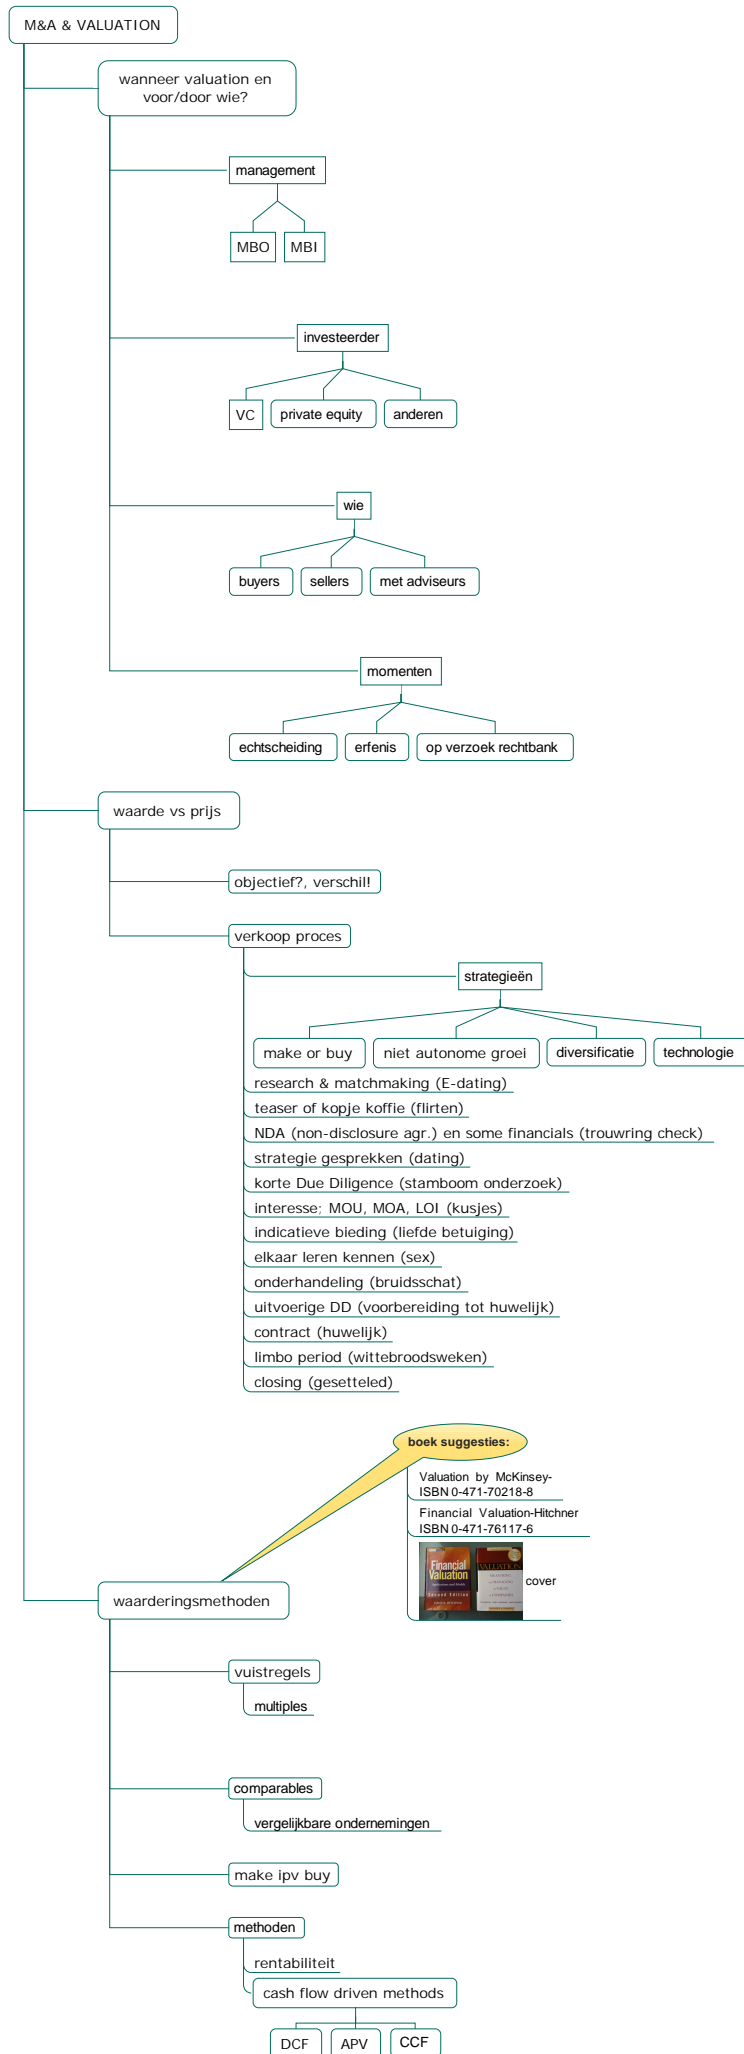 M&A & VALUATION
wanneer valuation en
voor/door wie?
management
MBO
MBI
investeerder
VC
private equity
anderen
wie
buyers
sellers
met adviseurs
momenten
echtscheiding
erfenis
op verzoek rechtbank
waarde vs prijs
objectief?, verschil!
verkoop proces
strategieën
make or buy
niet autonome groei
diversificatie
technologie
research & matchmaking (E-dating)
teaser of kopje koffie (flirten)
NDA (non-disclosure agr.) en some financials (trouwring check)
strategie gesprekken (dating)
korte Due Diligence (stamboom onderzoek)
interesse; MOU, MOA, LOI (kusjes)
indicatieve bieding (liefde betuiging)
elkaar leren kennen (sex)
onderhandeling (bruidsschat)
uitvoerige DD (voorbereiding tot huwelijk)
contract (huwelijk)
limbo period (wittebroodsweken)
closing (gesetteled)
boek suggesties:
Valuation by McKinsey-
ISBN 0-471-70218-8
Financial Valuation-Hitchner
ISBN 0-471-76117-6
Financial
Valuation
Second Edition
VALUATION
cover
waarderingsmethoden
vuistregels
multiples
comparables
vergelijkbare ondernemingen
make ipv buy
methoden
rentabiliteit
cash flow driven methods
DCF
APV
CCF